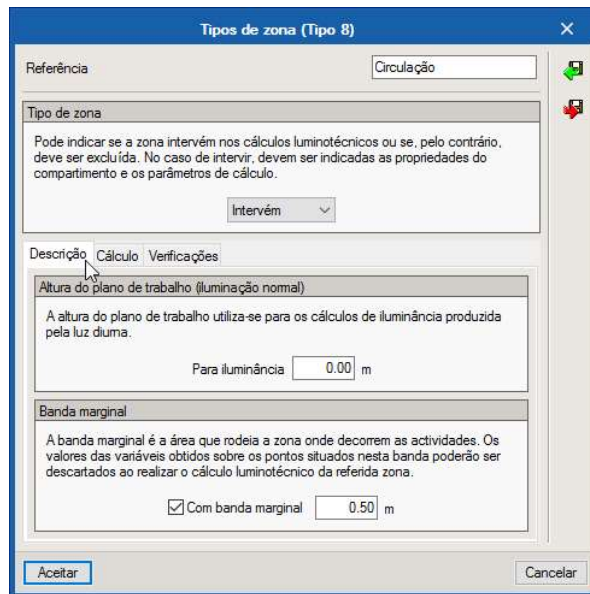 Tipos de zona (Tipo 8)
Referência
Circulação
Tipo de zona
Pode indicar se a zona intervém nos cálculos luminotécnicos ou se, pelo contrário,
deve ser excluída. No caso de intervir, devem ser indicadas as propriedades do
compartimento e os parâmetros de cálculo.
Intervém
Descrição Cálculo Verificações
Altura do plano de trabalho (iluminação normal)
A altura do plano de trabalho utiliza-se para os cálculos de iluminância produzida
pela luz diurna.
Para iluminância 0.00 m
Banda marginal
A banda marginal é a área que rodeia a zona onde decorrem as actividades. Os
valores das variáveis obtidos sobre os pontos situados nesta banda poderão ser
descartados ao realizar o cálculo luminotécnico da referida zona.
Com banda marginal 0.50 m
Aceitar Cancelar